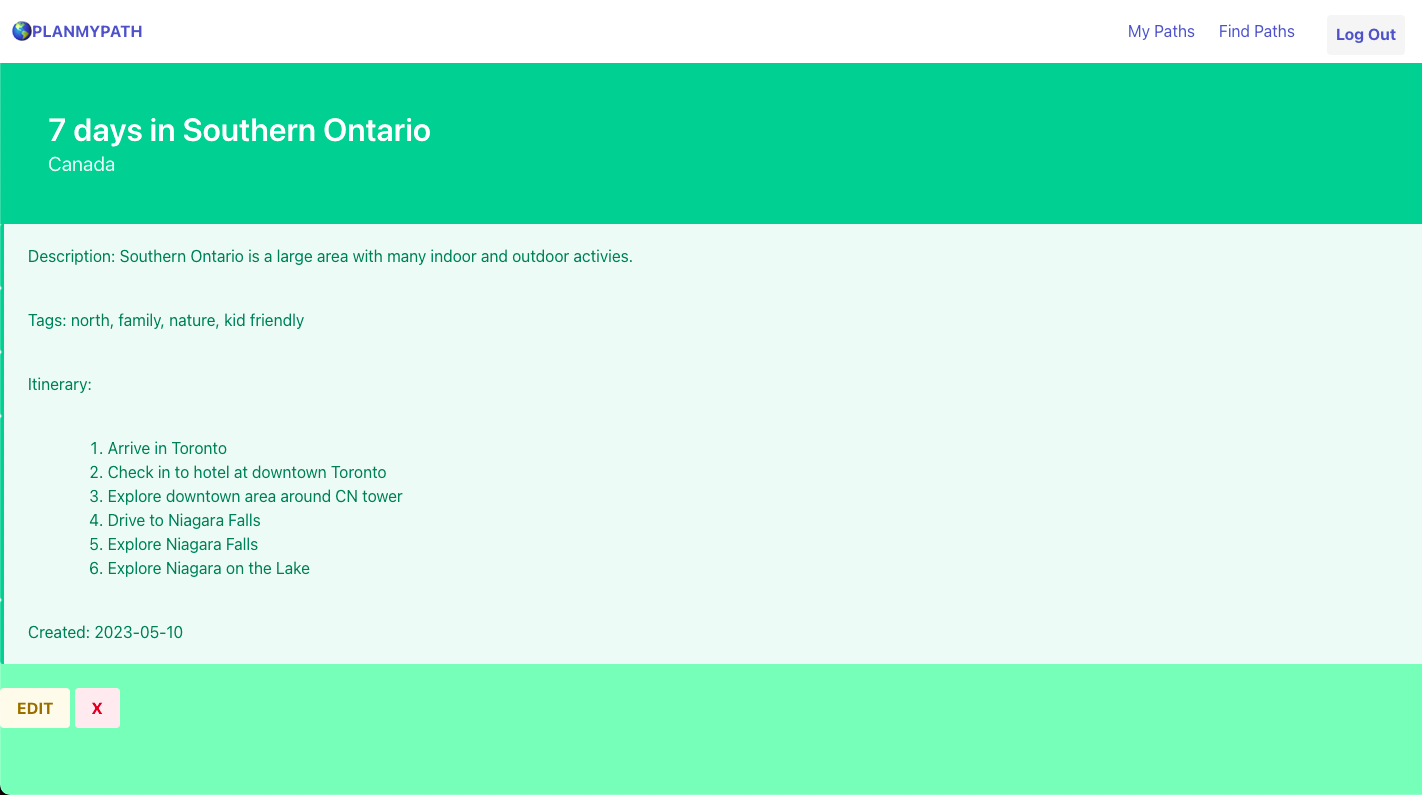 PLANMYPATH
My Paths
Find Paths
Log Out
7 days in Southern Ontario
Canada
Description: Southern Ontario is a large area with many indoor and outdoor activies.
Tags: north, family, nature, kid friendly
Itinerary:
1. Arrive in Toronto
2. Check in to hotel at downtown Toronto
3. Explore downtown area around CN tower
4. Drive to Niagara Falls
5. Explore Niagara Falls
6. Explore Niagara on the Lake
Created: 2023-05-10
EDIT
X